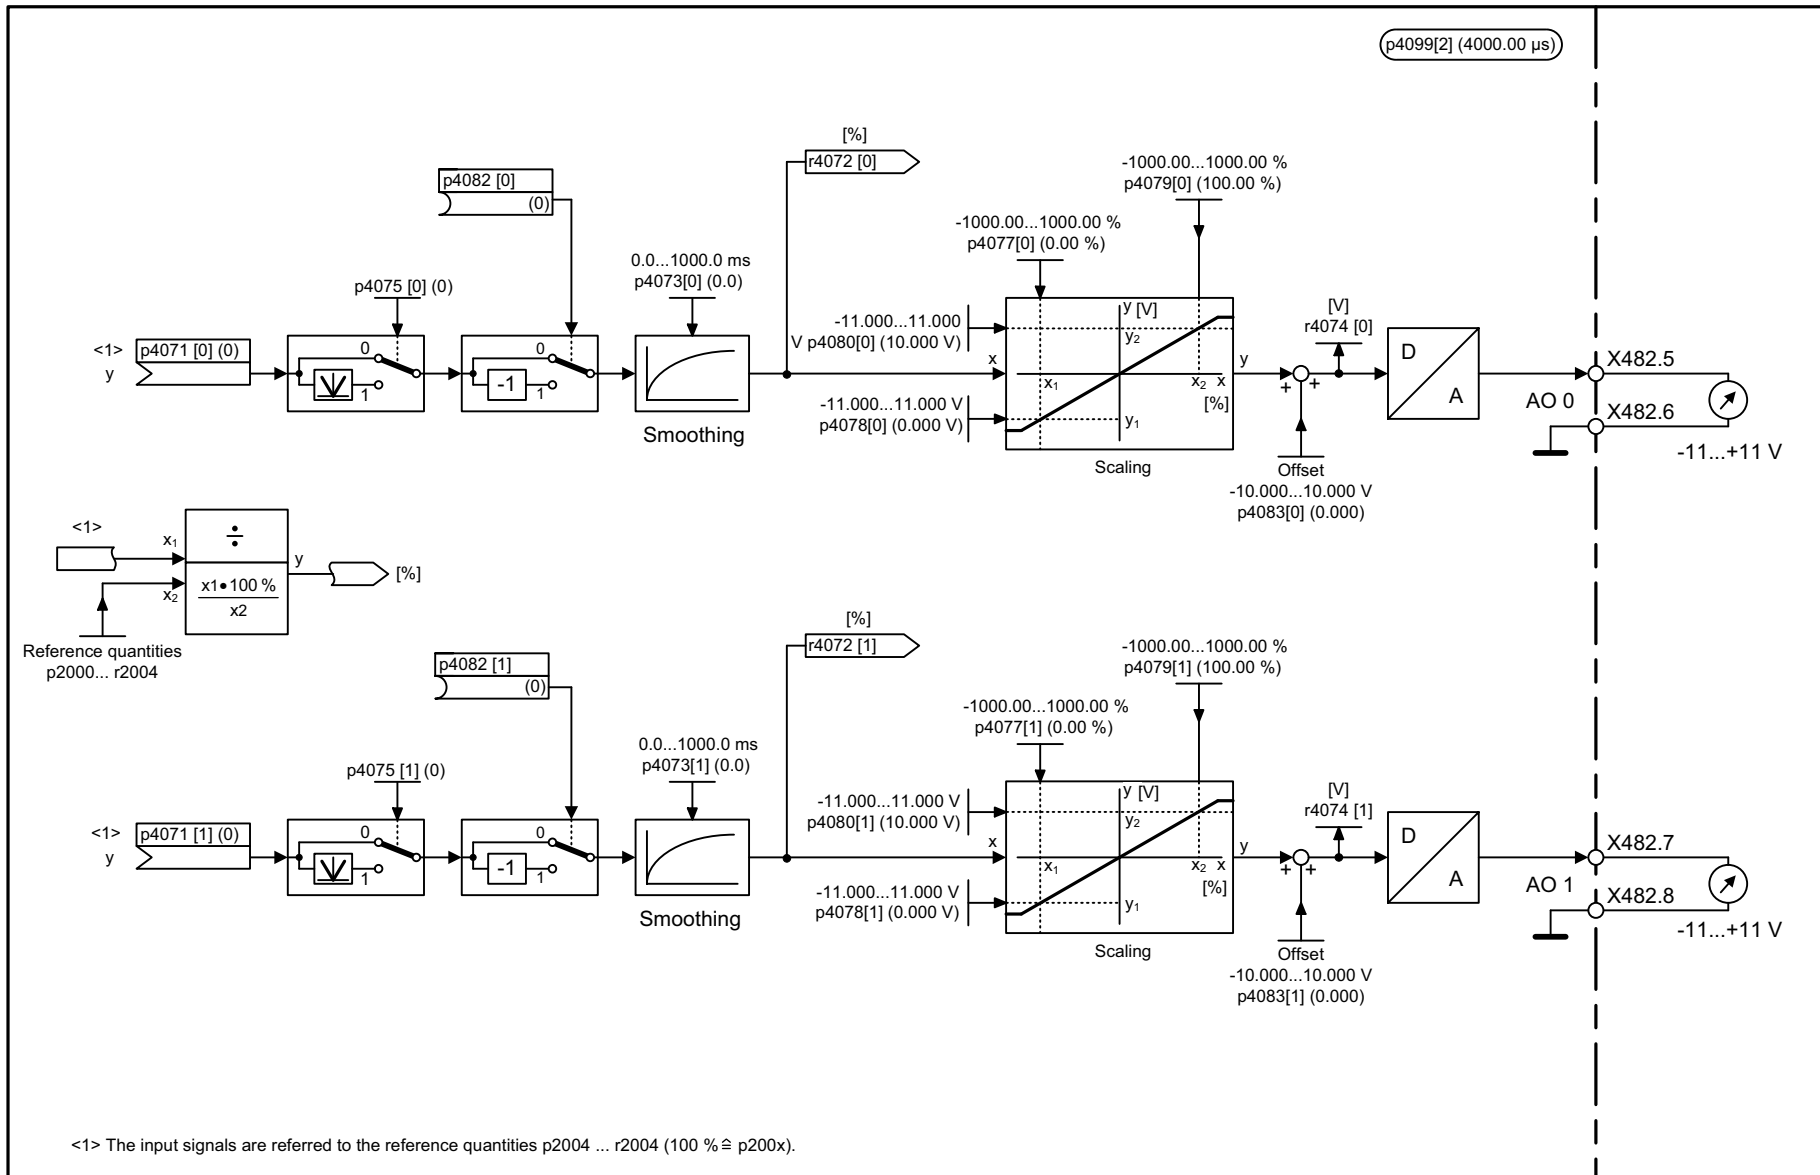 p4099[2] (4000.00 µs)
[%]
r4072 [0]
-1000.00...1000.00 %
p4079[0] (100.00 %)
p4082 [0]
(0)
-1000.00...1000.00 %
p4077[0] (0.00 %)
0.0...1000.0 ms
p4073[0] (0.0)
p4075 [0] (0)
<1>
y
p4071 [0] (0)
0
1
0
-1
1
Smoothing
-11.000...11.000
V p4080[0] (10.000 V)
x
-11.000...11.000 V
p4078[0] (0.000 V)
y [V]
y2
x1
x2 x
[%]
y1
Scaling
y
+
+
Offset
-10.000...10.000 V
p4083[0] (0.000)
[V]
r4074 [0]
D
A
AO 0
X482.5
X482.6
-11...+11 V
<1>
x1
x2
÷
x1•100 %
x2
y
[%]
Reference quantities
p2000... r2004
[%]
r4072 [1]
-1000.00...1000.00 %
p4079[1] (100.00 %)
p4082 [1]
(0)
-1000.00...1000.00 %
p4077[1] (0.00 %)
0.0...1000.0 ms
p4073[1] (0.0)
p4075 [1] (0)
<1>
y
p4071 [1] (0)
0
1
0
-1
1
Smoothing
-11.000...11.000 V
p4080[1] (10.000 V)
x
-11.000...11.000 V
p4078[1] (0.000 V)
y [V]
y2
x1
x2 x
[%]
y1
Scaling
y
+
+
Offset
-10.000...10.000 V
p4083[1] (0.000)
[V]
r4074 [1]
D
A
AO 1
X482.7
X482.8
-11...+11 V
<1> The input signals are referred to the reference quantities p2004 ... r2004 (100 % ≙ p200x).